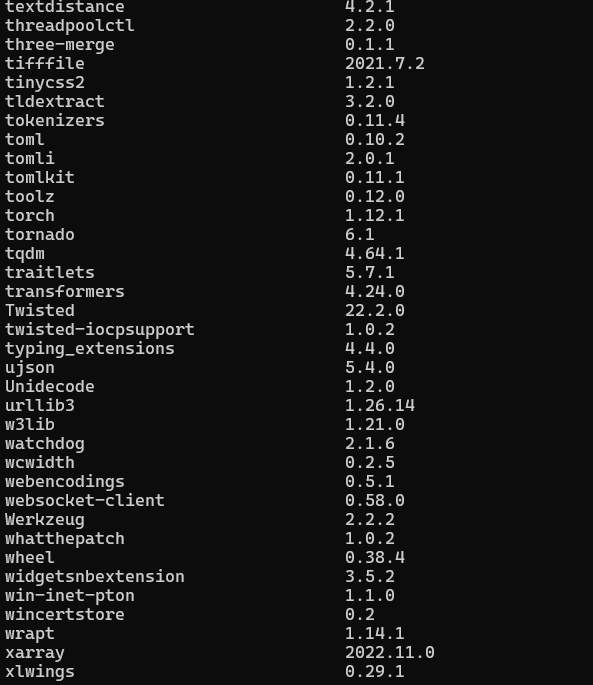 textdistance 4.2.1
threadpoolctl 2.2.0
three-merge 0.1.1
tifffile 2021.7.2
tinycss2 1.2.1
tldextract 3.2.0
tokenizers 0.11.4
toml 0.10.2
tomli 2.0.1
tomlkit 0.11.1
toolz 0.12.0
torch 1.12.1
tornado 6.1
tqdm 4.64.1
traitlets 5.7.1
transformers 4.24.0
Twisted 22.2.0
twisted-iocpsupport 1.0.2
typing_extensions 4.4.0
ujson 5.4.0
Unidecode 1.2.0
urllib3 1.26.14
w3lib 1.21.0
watchdog 2.1.6
wcwidth 0.2.5
webencodings 0.5.1
websocket-client 0.58.0
Werkzeug 2.2.2
whatthepatch 1.0.2
wheel 0.38.4
widgetsnbextension 3.5.2
win-inet-pton 1.1.0
wincertstore 0.2
wrapt 1.14.1
xarray 2022.11.0
xlwings 0.29.1